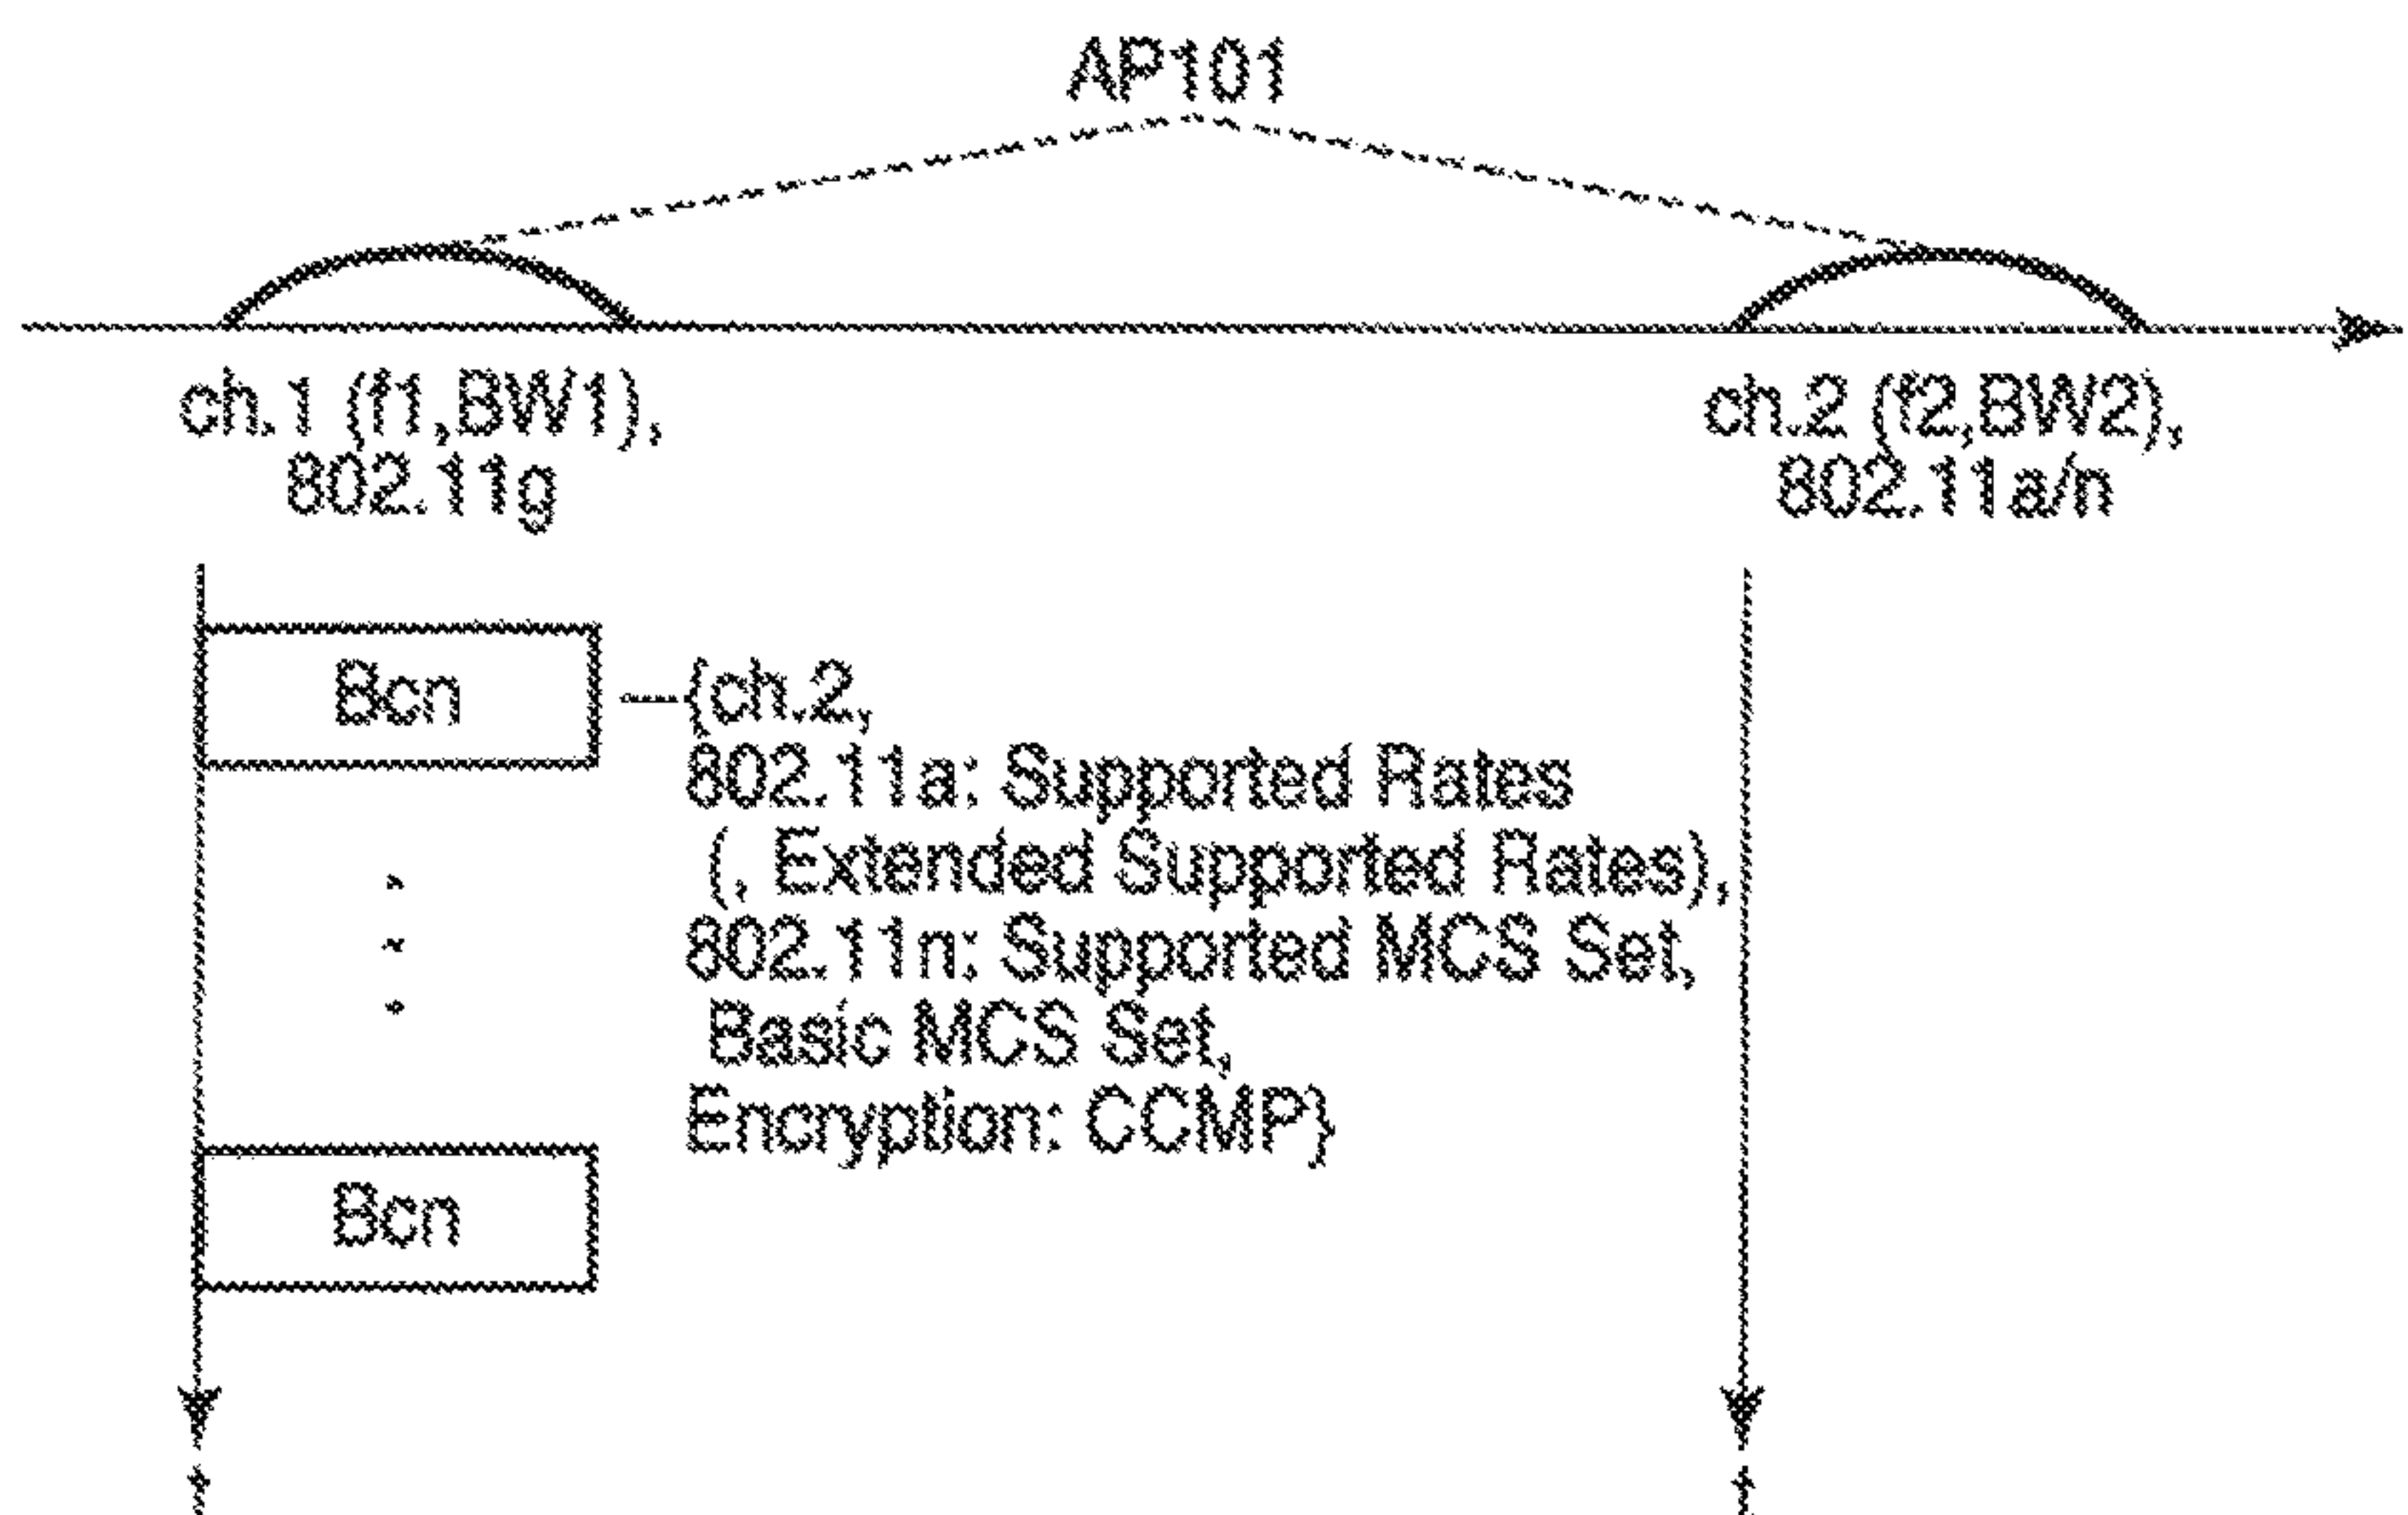 AP101
ch.1 (f1,BW1),
802.11g
ch.2 (f2,BW2),
802.11a/n
Bcn
{ch.2,
802.11a: Supported Rates
(, Extended Supported Rates),
802.11n: Supported MCS Set,
Basic MCS Set,
Encryption: CCMP}
Bcn
t
t